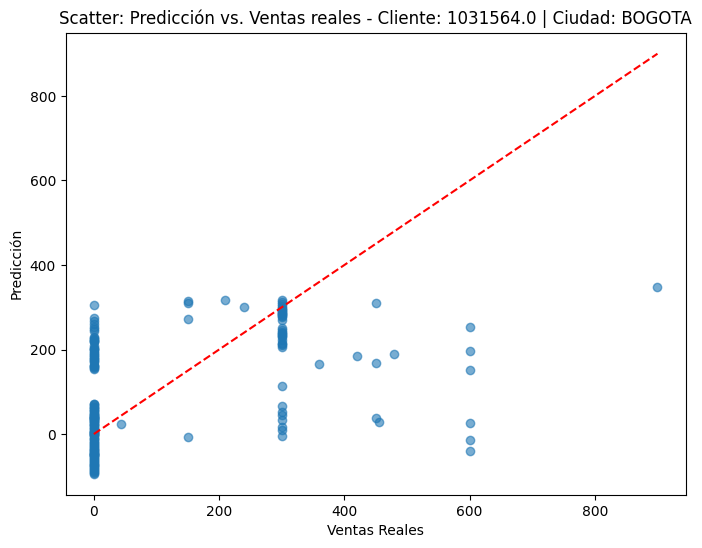 Scatter: Predicción vs. Ventas reales - Cliente: 1031564.0 | Ciudad: BOGOTA
Predicción
800
600
400
200
0
0 200 400 600 800
Ventas Reales